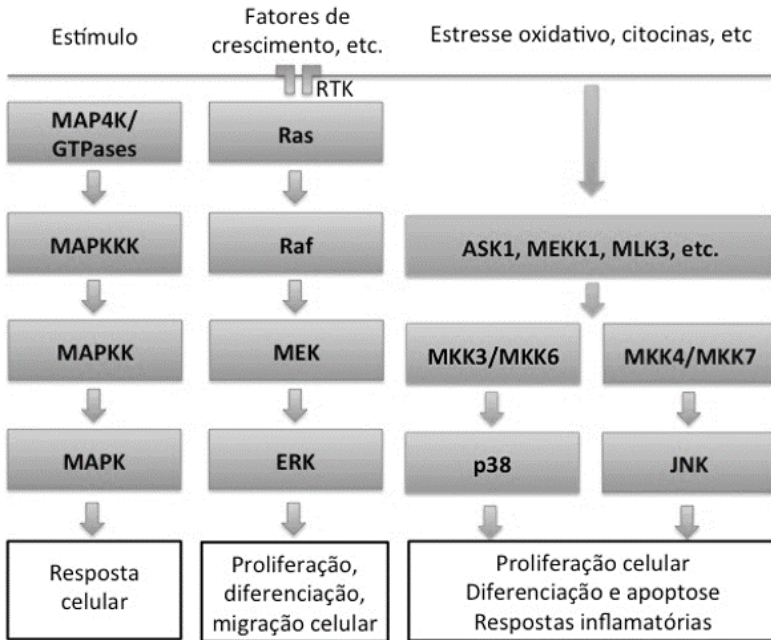 Estímulo
Fatores de
crescimento, etc.
Estresse oxidativo, citocinas, etc
RTK
MAP4K/
GTPases
Ras
MAPKKK
Raf
ASK1, MEKK1, MLK3, etc.
MAPKK
MEK
MKK3/MKK6
MKK4/MKK7
MAPK
ERK
p38
JNK
Resposta
celular
Proliferação,
diferenciação,
migração celular
Proliferação celular
Diferenciação e apoptose
Respostas inflamatórias